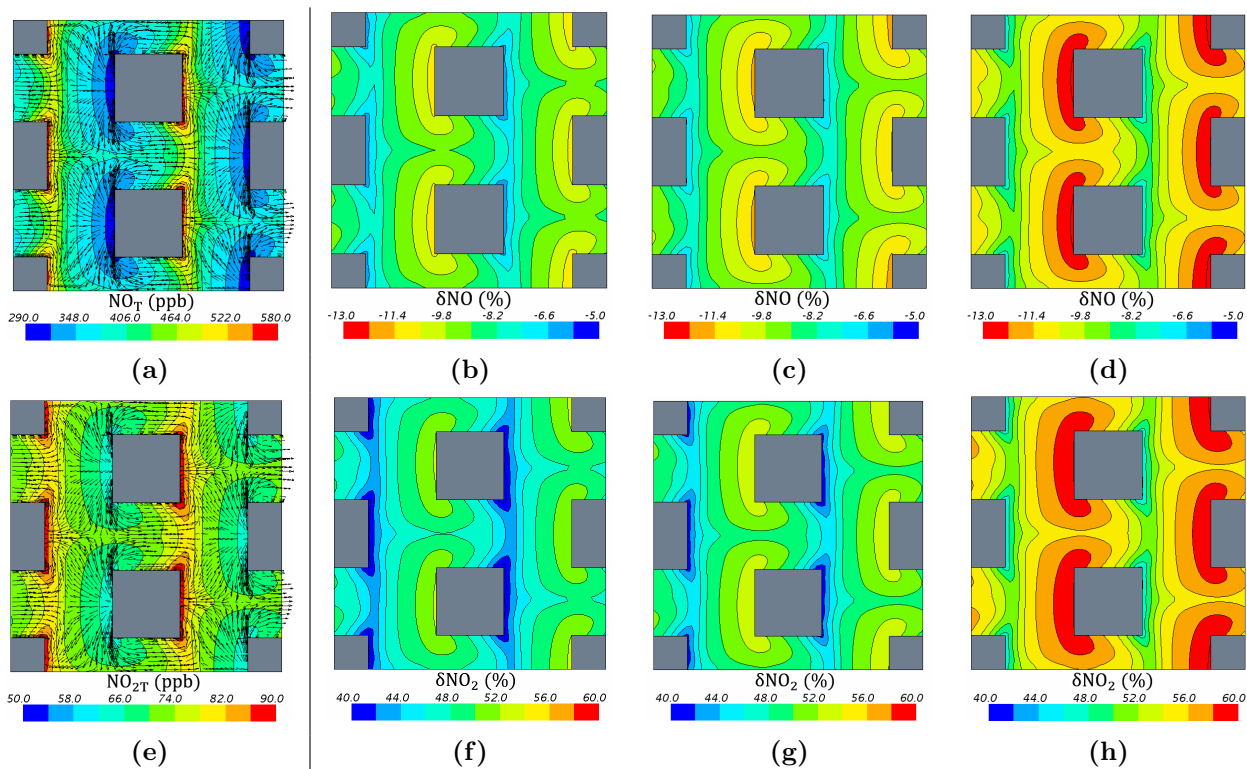 NO_T (ppb)
290.0 348.0 406.0 464.0 522.0 580.0
(a)
δNO (%)
-13.0 -11.4 -9.8 -8.2 -6.6 -5.0
(b)
δNO (%)
-13.0 -11.4 -9.8 -8.2 -6.6 -5.0
(c)
δNO (%)
-13.0 -11.4 -9.8 -8.2 -6.6 -5.0
(d)
NO_2T (ppb)
50.0 58.0 66.0 74.0 82.0 90.0
(e)
δNO₂ (%)
40.0 44.0 48.0 52.0 56.0 60.0
(f)
δNO₂ (%)
40.0 44.0 48.0 52.0 56.0 60.0
(g)
δNO₂ (%)
40.0 44.0 48.0 52.0 56.0 60.0
(h)